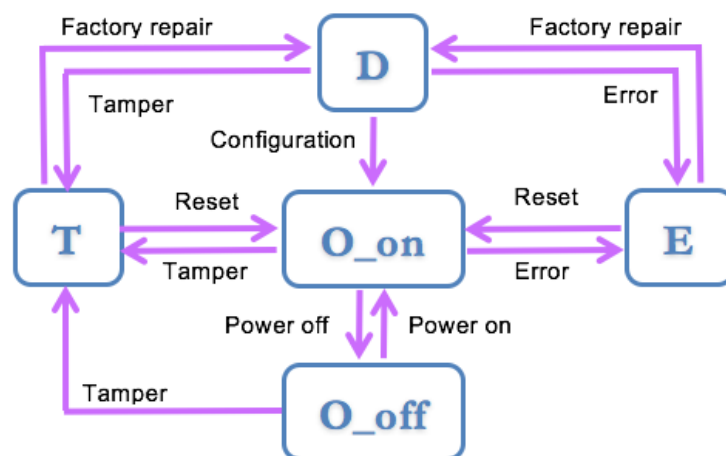 Factory repair
Factory repair
D
Tamper
Error
Configuration
Reset
Reset
T
O_on
E
Tamper
Error
Power off
Power on
Tamper
O_off